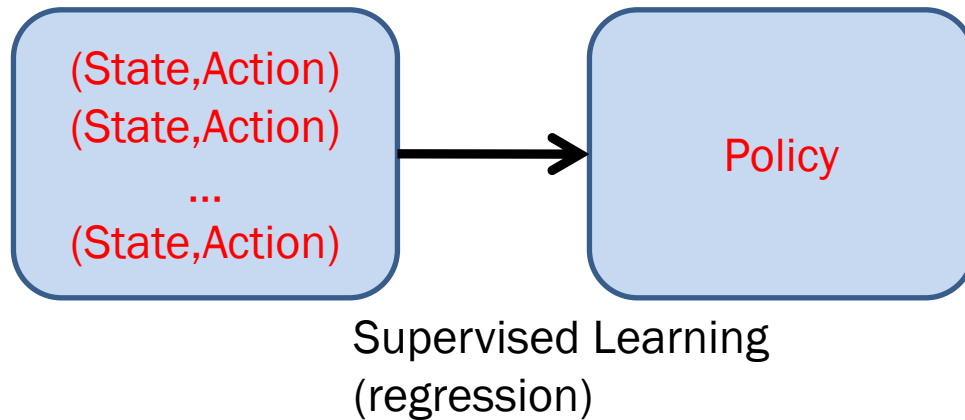 (State,Action)
(State,Action)
...
(State,Action)
Policy
Supervised Learning
(regression)